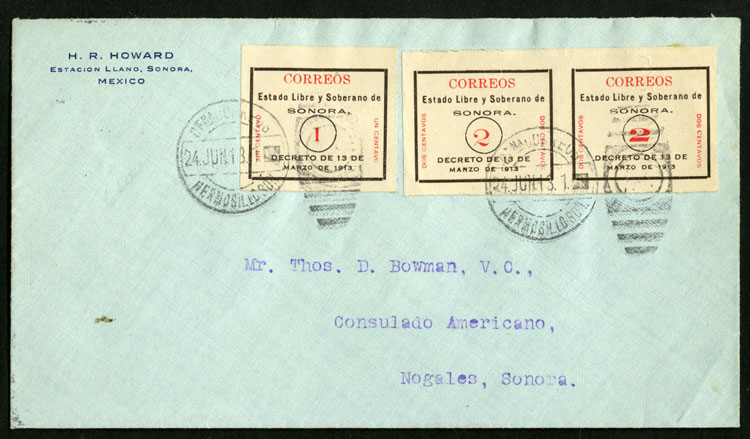 H. R. HOWARD
ESTACION LLANO, SONORA,
MEXICO
CORREOS
Estado Libre y Soberano de
SONORA.
UN CENTAVO
1
UN CENTAVO
DECRETO DE 13 DE
MARZO DE 1913
CORREOS
Estado Libre y Soberano de
SONORA.
DOS CENTAVOS
2
DOS CENTAVOS
DECRETO DE 13 DE
MARZO DE 1913
CORREOS
Estado Libre y Soberano de
SONORA.
DOS CENTAVOS
2
DOS CENTAVOS
DECRETO DE 13 DE
MARZO DE 1913
24.JUN.13.
HERMOSILLO SON.
24.JUN.13.1
HERMOSILLO SON.
Mr. Thos. D. Bowman, V.C.,
Consulado Americano,
Nogales, Sonora.